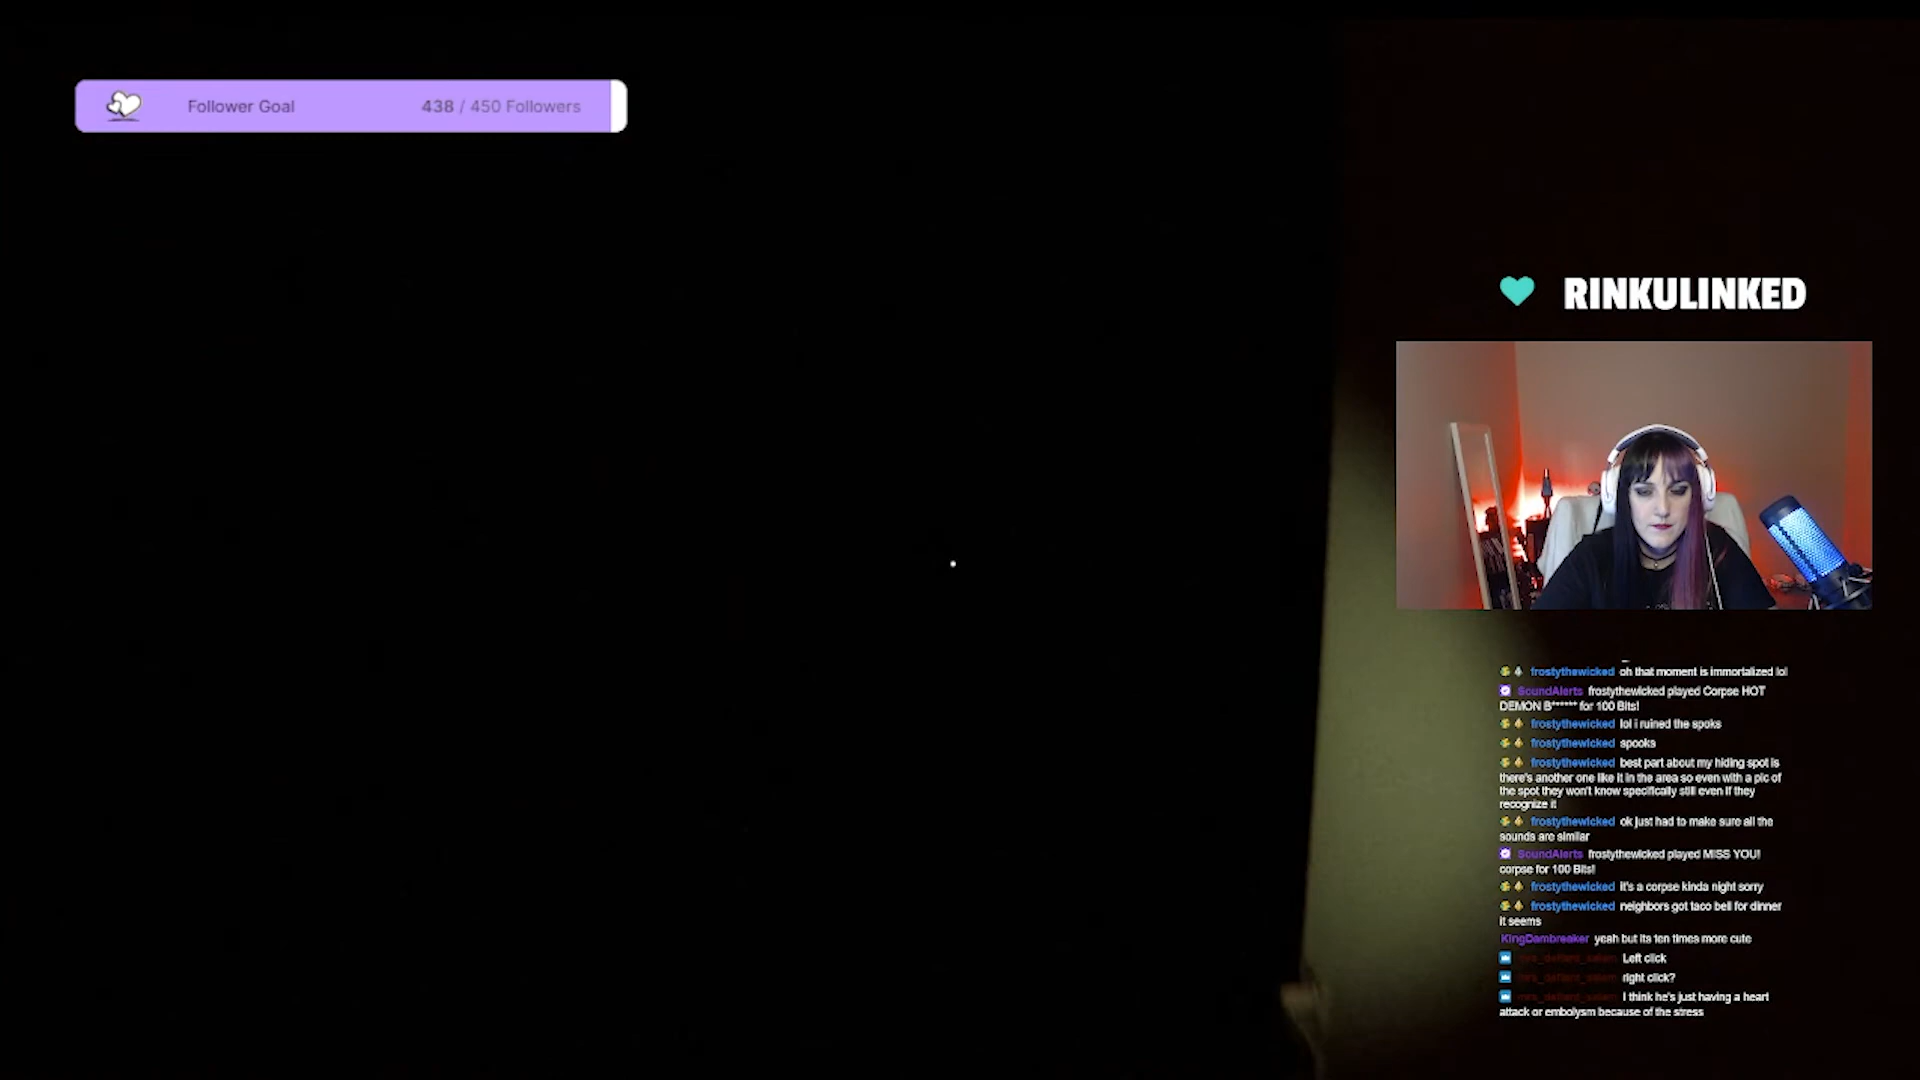 Follower Goal 438 / 450 Followers
RINKULINKED
frostythewicked oh that moment is immortalized lol
SoundAlerts frostythewicked played Corpse HOT
DEMON B****** for 100 Bits!
frostythewicked lol i ruined the spoks
frostythewicked spooks
frostythewicked best part about my hiding spot is
there's another one like it in the area so even with a pic of
the spot they won't know specifically still even if they
recognize it
frostythewicked ok just had to make sure all the
sounds are similar
SoundAlerts frostythewicked played MISS YOU!
corpse for 100 Bits!
frostythewicked it's a corpse kinda night sorry
frostythewicked neighbors got taco bell for dinner
it seems
KingDambreaker yeah but its ten times more cute
Left click
right click?
I think he's just having a heart
attack or embolysm because of the stress